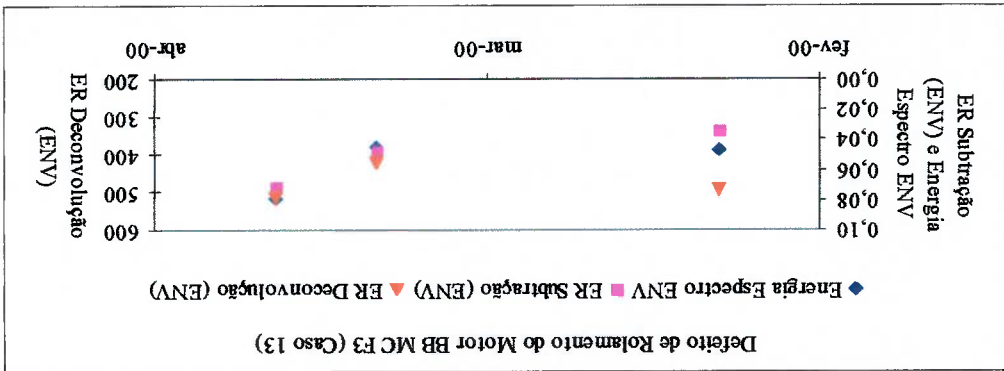 Defeito de Rolamento do Motor BB MC F3 (Caso 13)
Energia Espectro ENV ER Subtração (ENV) ER Deconvolução (ENV)
ER Subtração
(ENV) e Energia
Espectro ENV
0,10
0,08
0,06
0,04
0,02
0,00
600
500
400
300
200
ER Deconvolução
(ENV)
fev-00 mar-00 abr-00